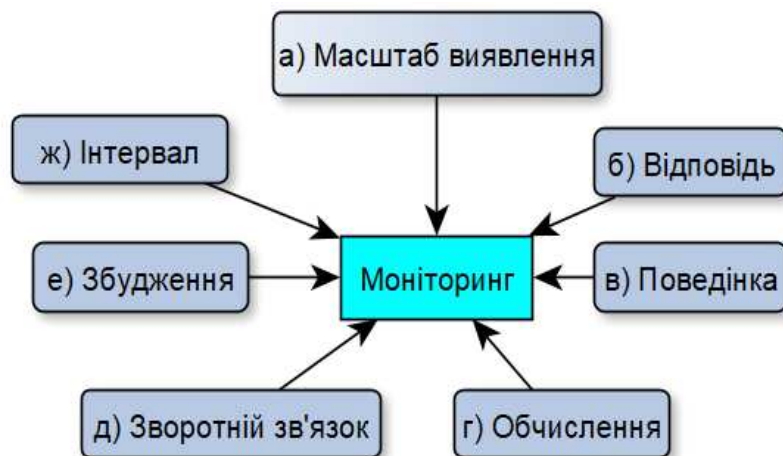 а) Масштаб виявлення
ж) Інтервал
б) Відповідь
е) Збудження
Моніторинг
в) Поведінка
д) Зворотній зв'язок
г) Обчислення